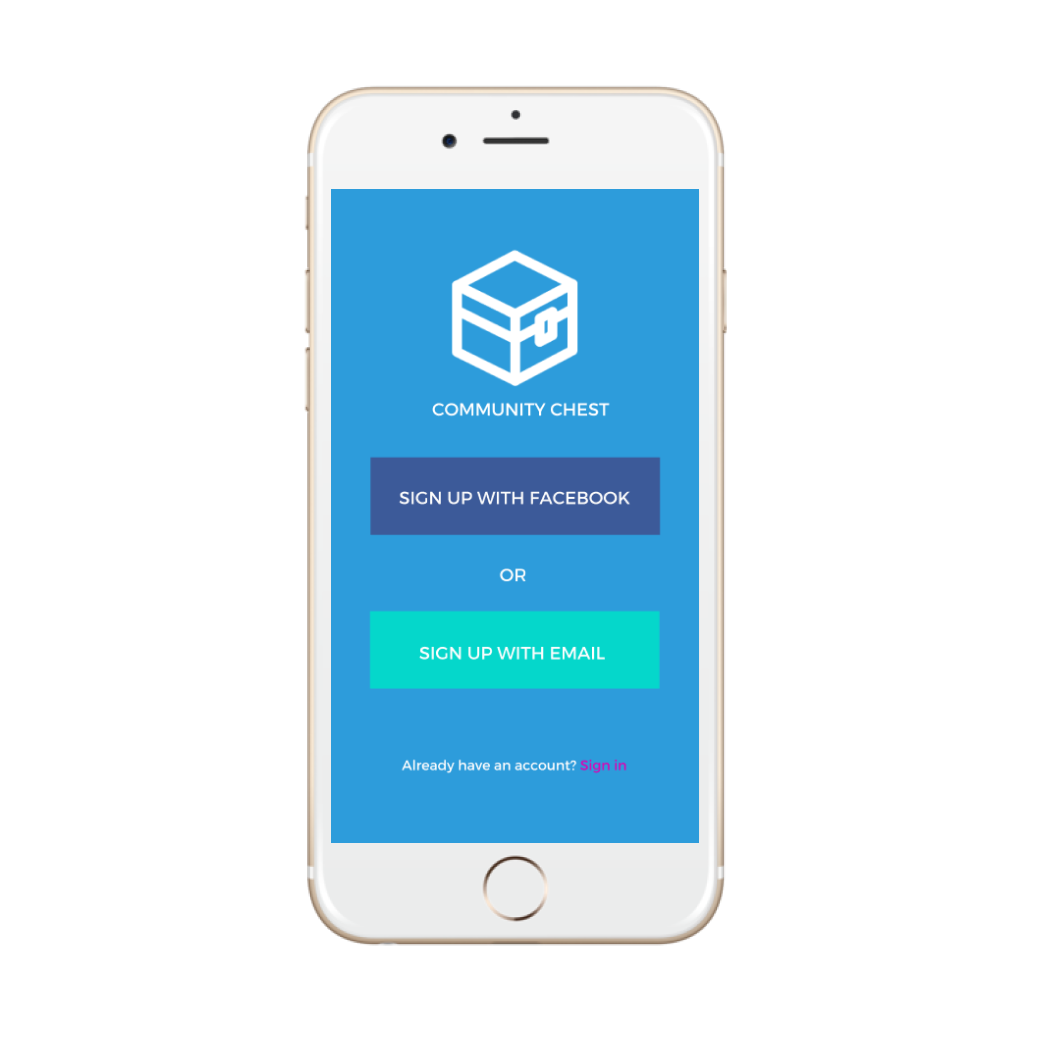 COMMUNITY CHEST
SIGN UP WITH FACEBOOK
OR
SIGN UP WITH EMAIL
Already have an account? Sign in